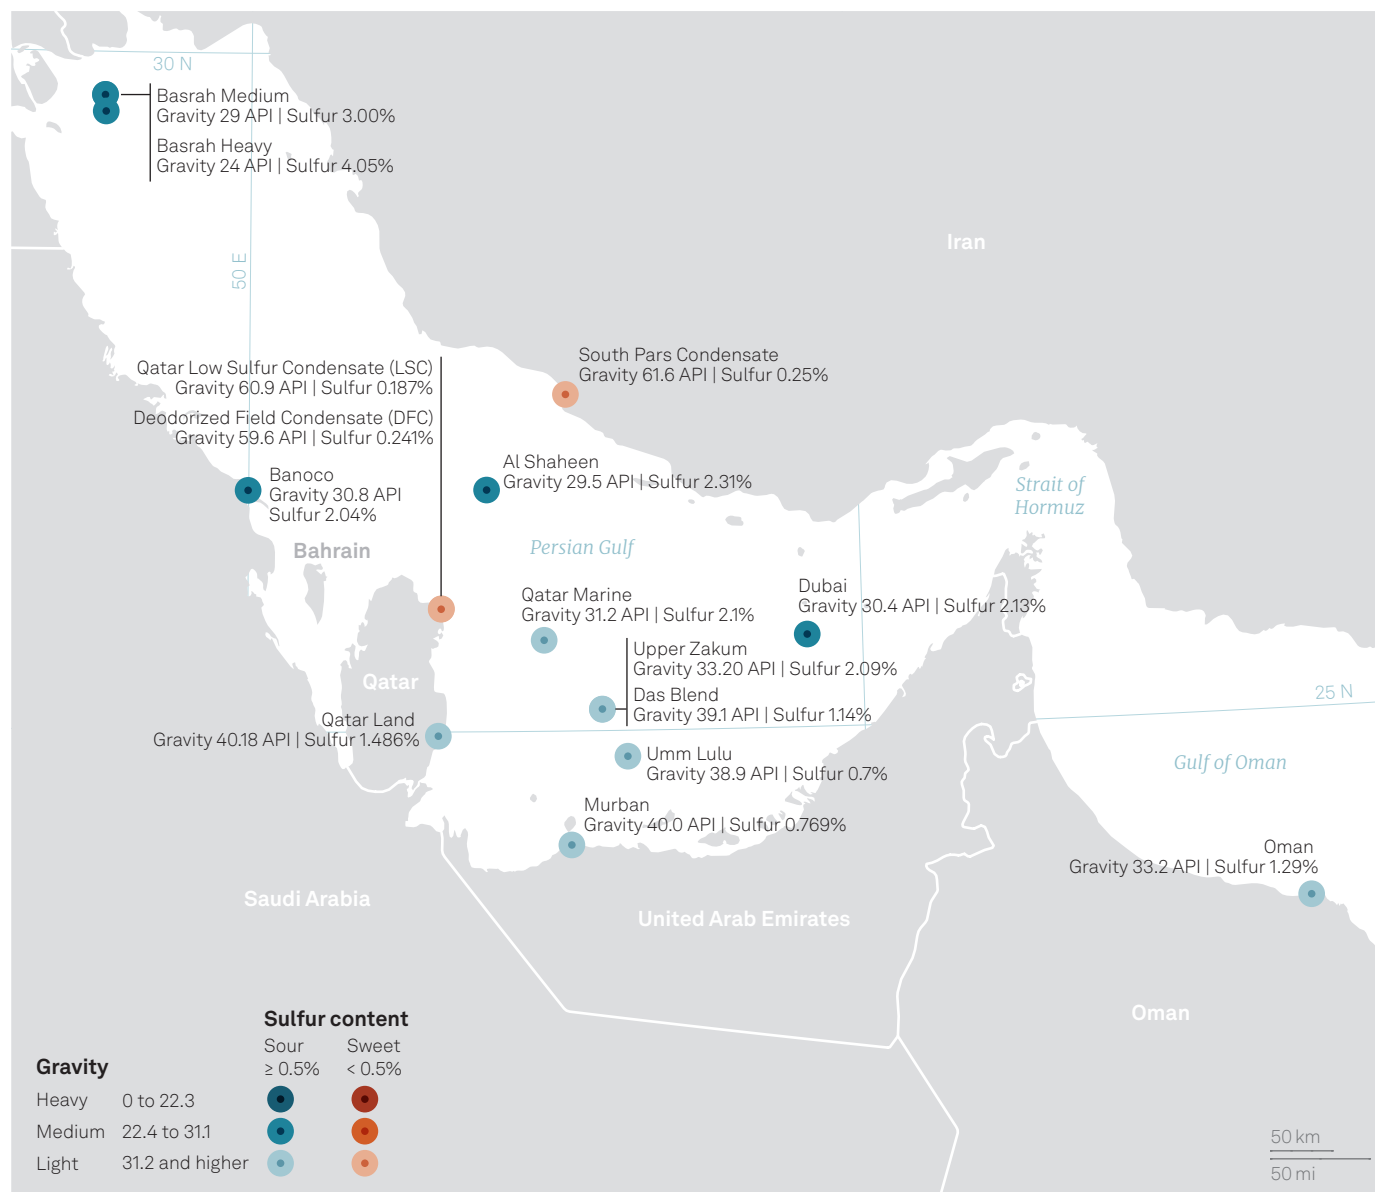 30 N
Basrah Medium
Gravity 29 API | Sulfur 3.00%
Basrah Heavy
Gravity 24 API | Sulfur 4.05%
Iran
50 E
Qatar Low Sulfur Condensate (LSC)
Gravity 60.9 API | Sulfur 0.187%
Deodorized Field Condensate (DFC)
Gravity 59.6 API | Sulfur 0.241%
South Pars Condensate
Gravity 61.6 API | Sulfur 0.25%
Al Shaheen
Gravity 29.5 API | Sulfur 2.31%
Banoco
Gravity 30.8 API
Sulfur 2.04%
Strait of
Hormuz
Bahrain
Persian Gulf
Qatar Marine
Gravity 31.2 API | Sulfur 2.1%
Dubai
Gravity 30.4 API | Sulfur 2.13%
Upper Zakum
Gravity 33.20 API | Sulfur 2.09%
Das Blend
Gravity 39.1 API | Sulfur 1.14%
Qatar
Qatar Land
Gravity 40.18 API | Sulfur 1.486%
25 N
Umm Lulu
Gravity 38.9 API | Sulfur 0.7%
Gulf of Oman
Murban
Gravity 40.0 API | Sulfur 0.769%
Oman
Gravity 33.2 API | Sulfur 1.29%
Saudi Arabia
United Arab Emirates
Oman
Sulfur content
Sour
≥ 0.5%
Sweet
< 0.5%
Gravity
Heavy 0 to 22.3
Medium 22.4 to 31.1
Light 31.2 and higher
50 km
50 mi